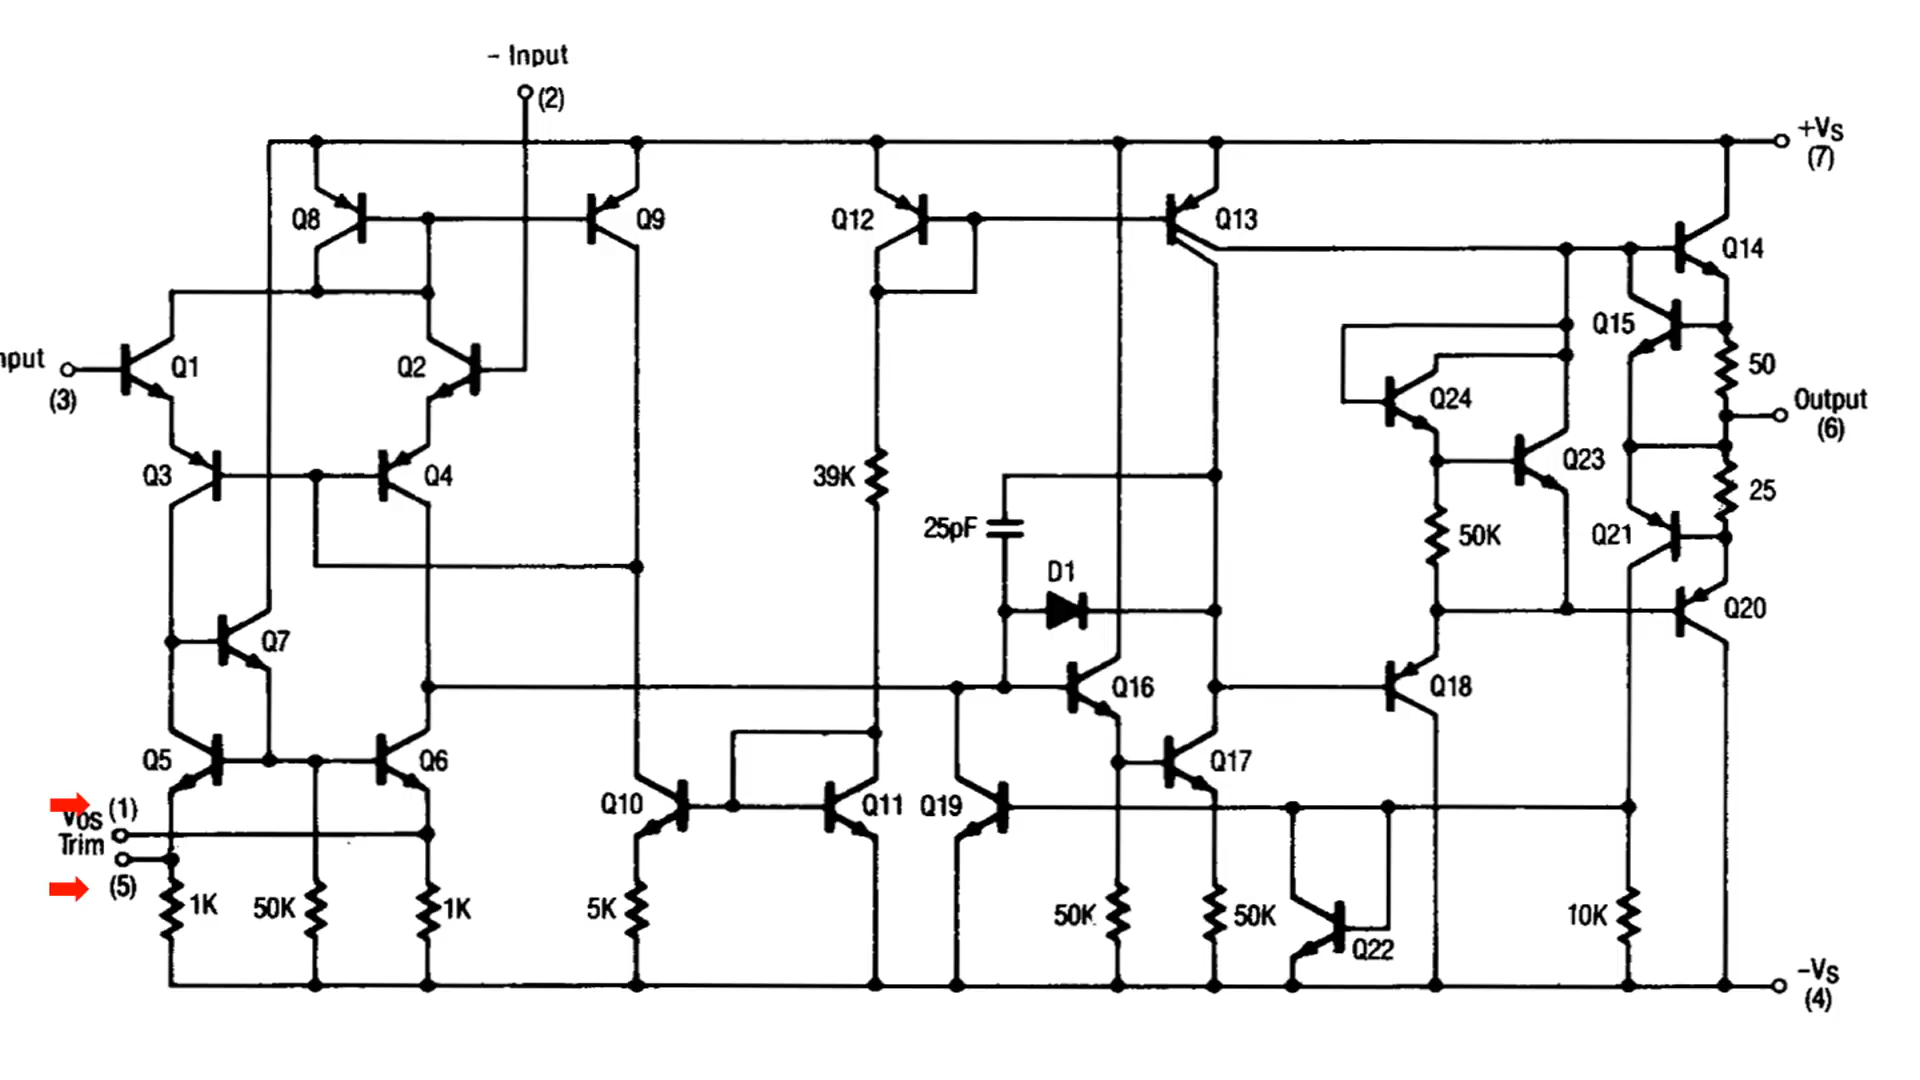 - Input
(2)
+VS
(7)
Q8
Q9
Q12
Q13
Q14
Q15
nput
(3)
Q1
Q2
50
Output
(6)
Q24
Q3
Q4
39K
Q23
25
25pF
50K
Q21
D1
Q20
Q7
Q16
Q18
Q5
Q6
Q17
Q10
Q11
Q19
VOS (1)
Trim
(5)
1K
50K
1K
5K
50K
50K
10K
Q22
-VS
(4)